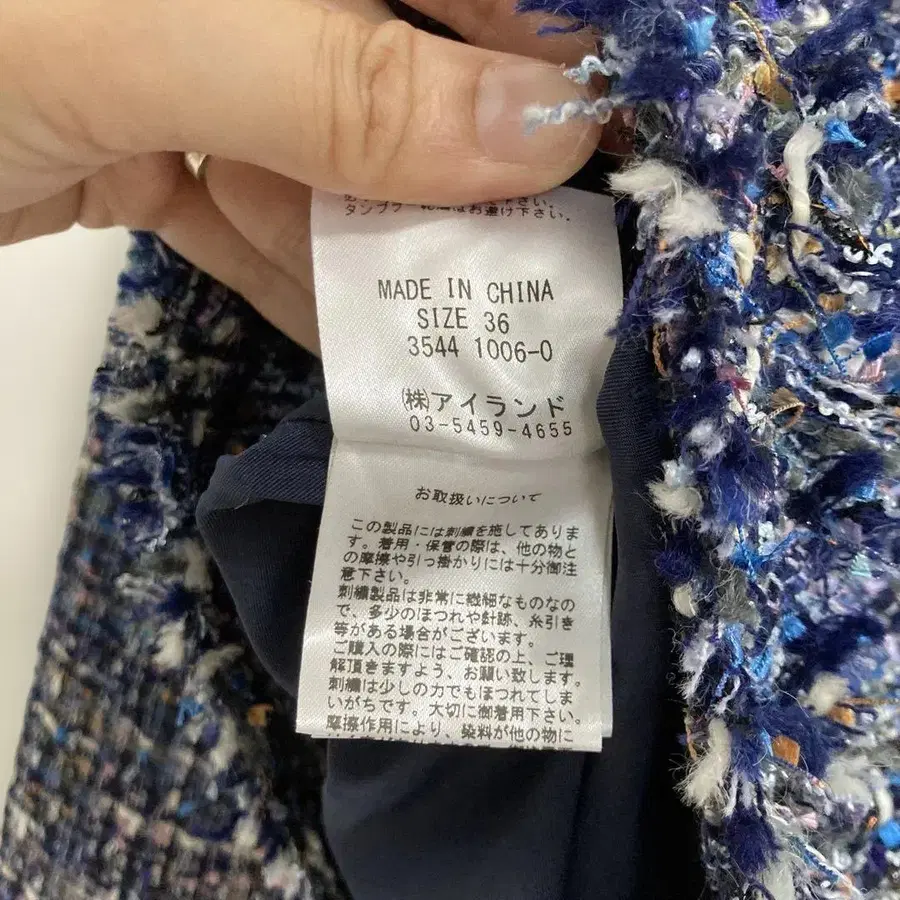 タンブラー乾燥はお避け下さい。
MADE IN CHINA
SIZE 36
3544 1006-0
㈱アイランド
03-5459-4655
お取扱いについて
この製品には刺繍を施してありま
す。着用・保管の際は、他の物と
の摩擦や引っ掛かりには十分御注
意下さい。
刺繍製品は非常に繊細なものなの
で、多少のほつれや針跡、糸引き
等がある場合がございます。
ご購入の際にはご確認の上、ご理
解頂きますよう、お願い致します。
刺繍は少しの力でもほつれてしま
いがちです。大切に御着用下さい。
摩擦作用により、染料が他の物に